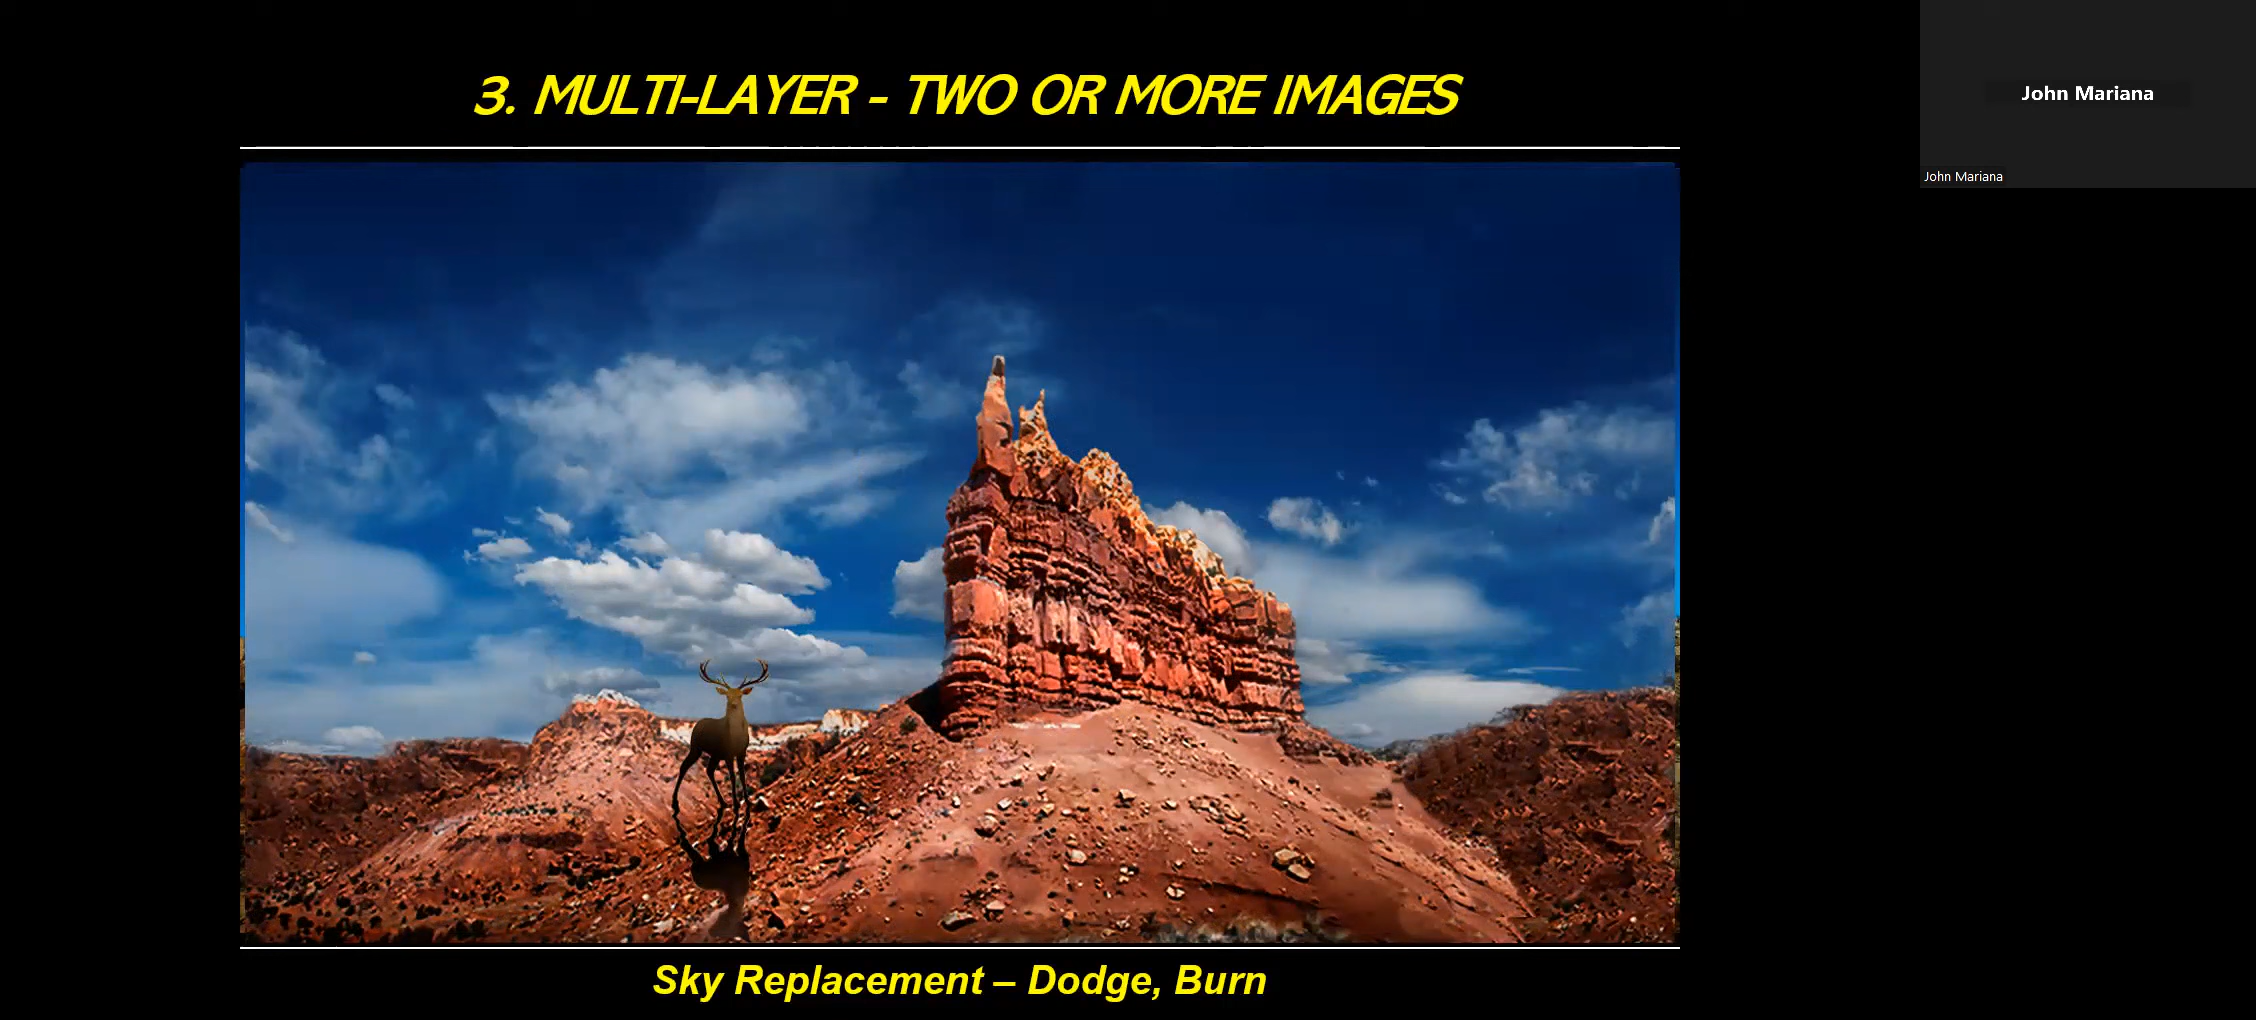 3. MULTI-LAYER - TWO OR MORE IMAGES
John Mariana
John Mariana
Sky Replacement – Dodge, Burn